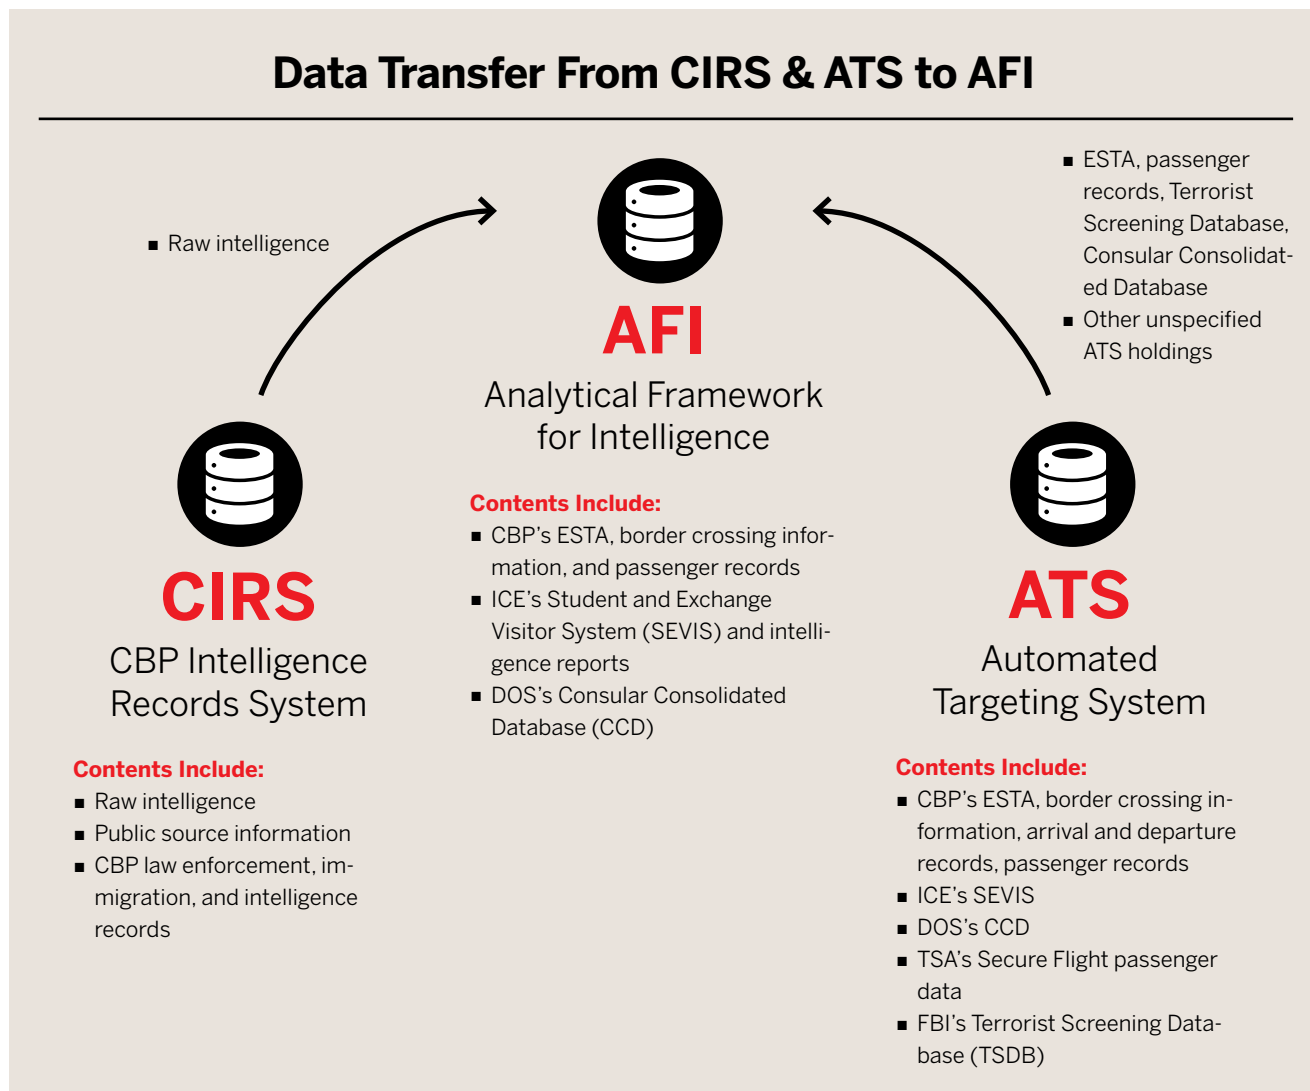 Data Transfer From CIRS & ATS to AFI
■ Raw intelligence
■ ESTA, passenger
records, Terrorist
Screening Database,
Consular Consolidat-
ed Database
■ Other unspecified
ATS holdings
AFI
Analytical Framework
for Intelligence
Contents Include:
■ CBP’s ESTA, border crossing infor-
mation, and passenger records
■ ICE’s Student and Exchange
Visitor System (SEVIS) and intelli-
gence reports
■ DOS’s Consular Consolidated
Database (CCD)
CIRS
CBP Intelligence
Records System
Contents Include:
■ Raw intelligence
■ Public source information
■ CBP law enforcement, im-
migration, and intelligence
records
ATS
Automated
Targeting System
Contents Include:
■ CBP’s ESTA, border crossing in-
formation, arrival and departure
records, passenger records
■ ICE’s SEVIS
■ DOS’s CCD
■ TSA’s Secure Flight passenger
data
■ FBI’s Terrorist Screening Data-
base (TSDB)